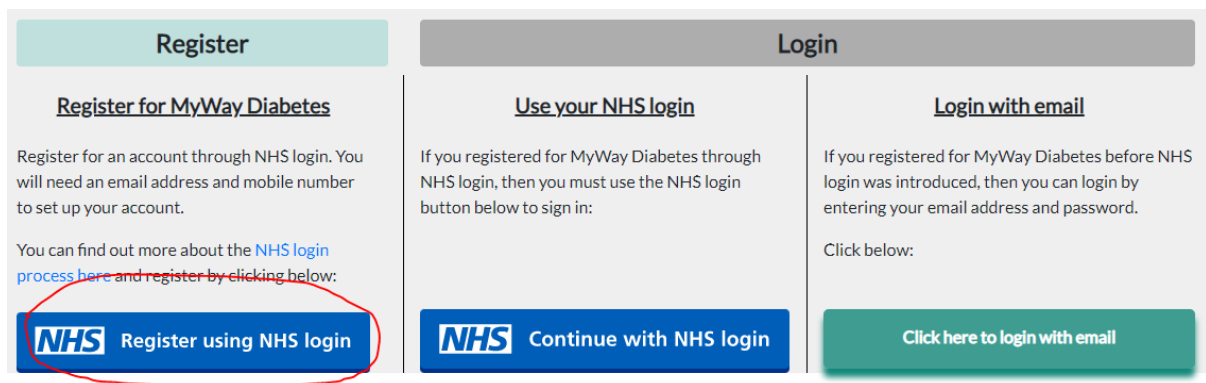 Register
Login
Register for MyWay Diabetes
Register for an account through NHS login. You
will need an email address and mobile number
to set up your account.
You can find out more about the NHS login
process here and register by clicking below:
NHS Register using NHS login
Use your NHS login
If you registered for MyWay Diabetes through
NHS login, then you must use the NHS login
button below to sign in:
NHS Continue with NHS login
Login with email
If you registered for MyWay Diabetes before NHS
login was introduced, then you can login by
entering your email address and password.
Click below:
Click here to login with email